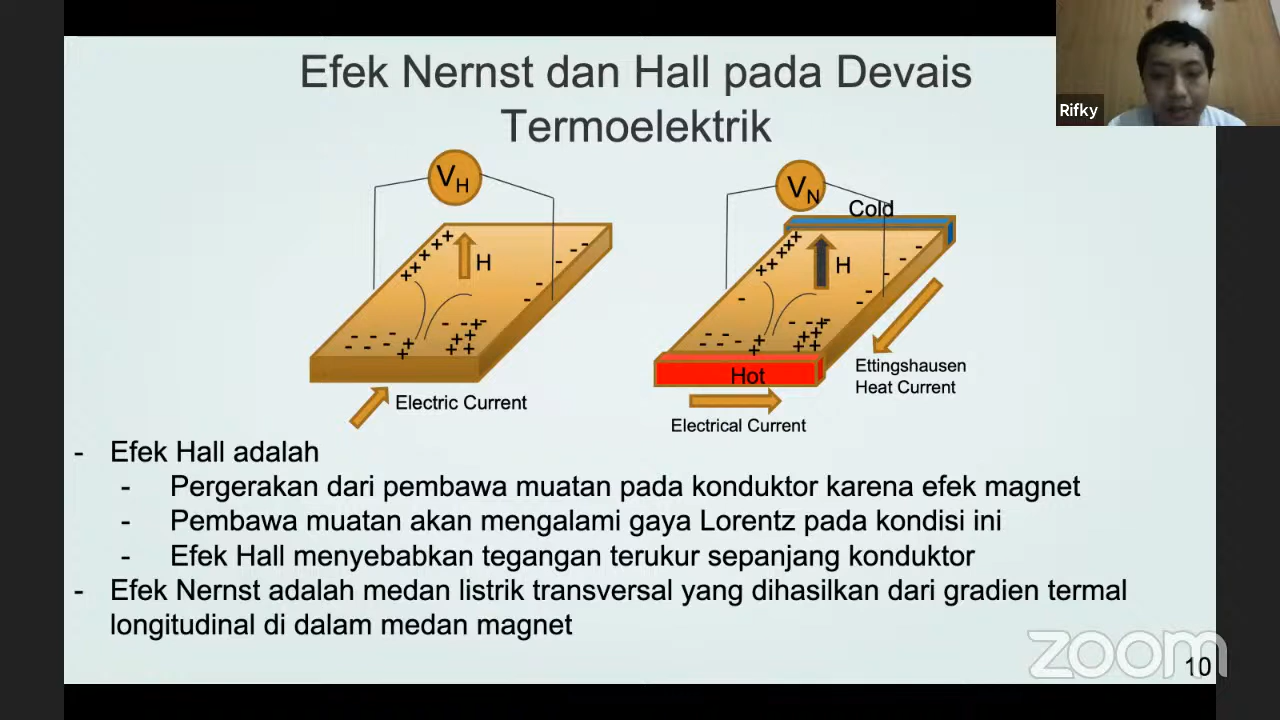 Efek Nernst dan Hall pada Devais
Termoelektrik
Rifky
V_H
V_N
Cold
H
H
Hot
Electric Current
Electrical Current
Ettingshausen
Heat Current
- Efek Hall adalah
- Pergerakan dari pembawa muatan pada konduktor karena efek magnet
- Pembawa muatan akan mengalami gaya Lorentz pada kondisi ini
- Efek Hall menyebabkan tegangan terukur sepanjang konduktor
- Efek Nernst adalah medan listrik transversal yang dihasilkan dari gradien termal
longitudinal di dalam medan magnet
zoom
10